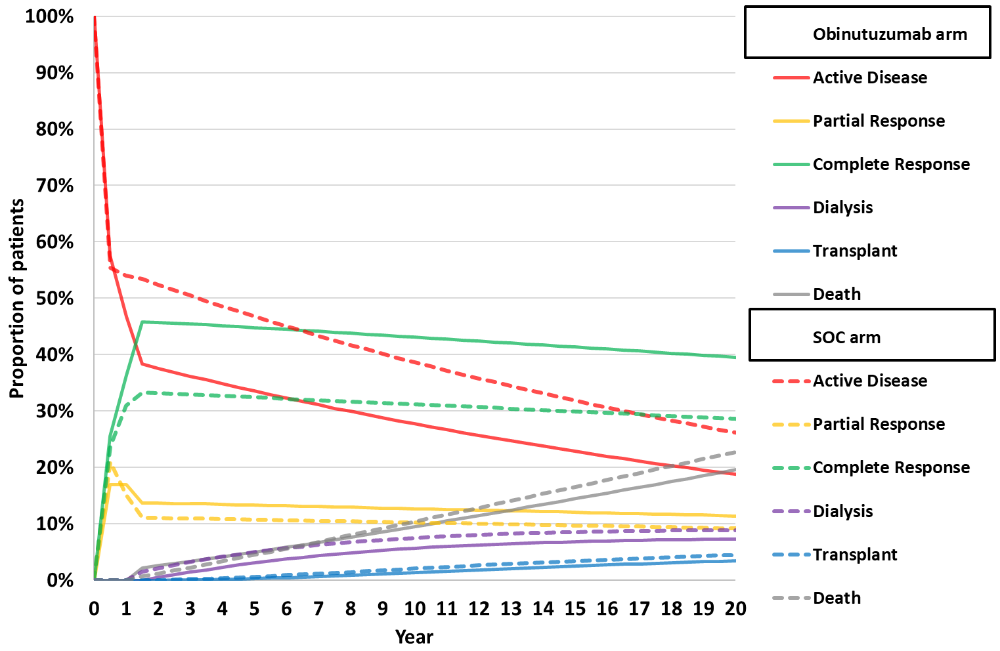 100%
90%
80%
70%
60%
50%
40%
30%
20%
10%
0%
Proportion of patients
0 1 2 3 4 5 6 7 8 9 10 11 12 13 14 15 16 17 18 19 20
Year
Obinutuzumab arm
Active Disease
Partial Response
Complete Response
Dialysis
Transplant
Death
SOC arm
Active Disease
Partial Response
Complete Response
Dialysis
Transplant
Death